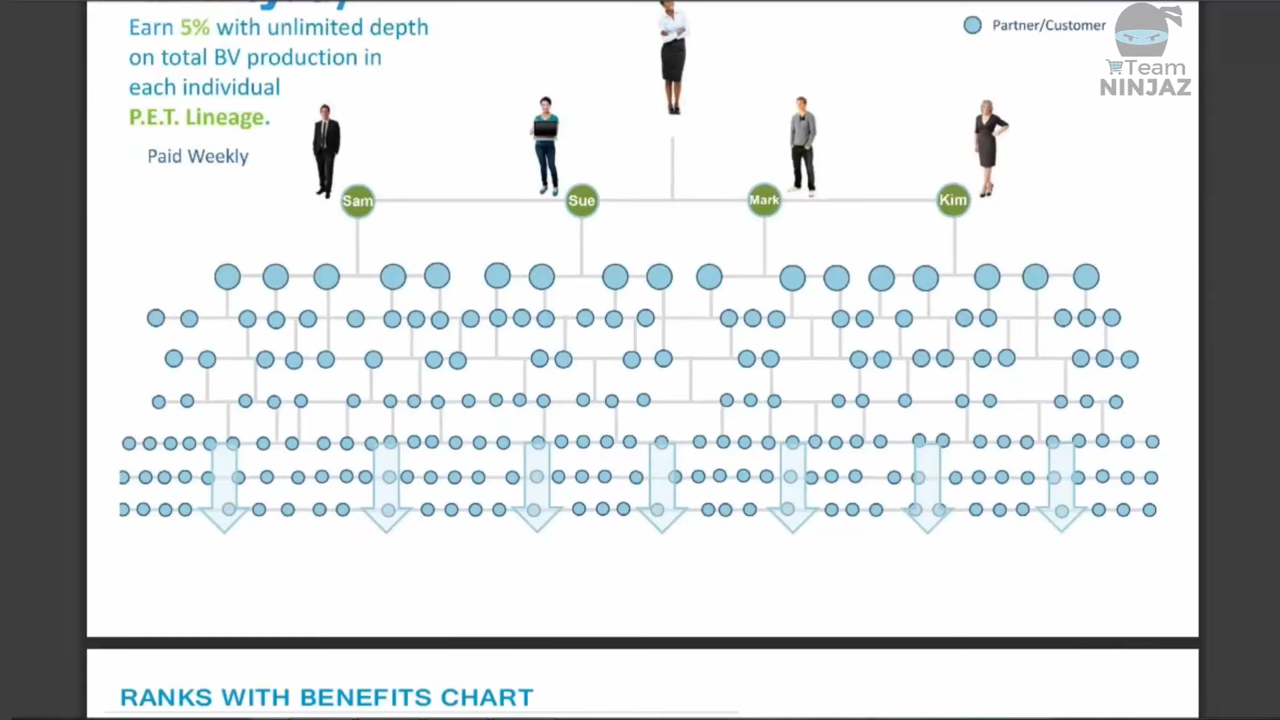 Earn 5% with unlimited depth
on total BV production in
each individual
P.E.T. Lineage.
Paid Weekly
Partner/Customer
Team
NINJAZ
Sam
Sue
Mark
Kim
RANKS WITH BENEFITS CHART